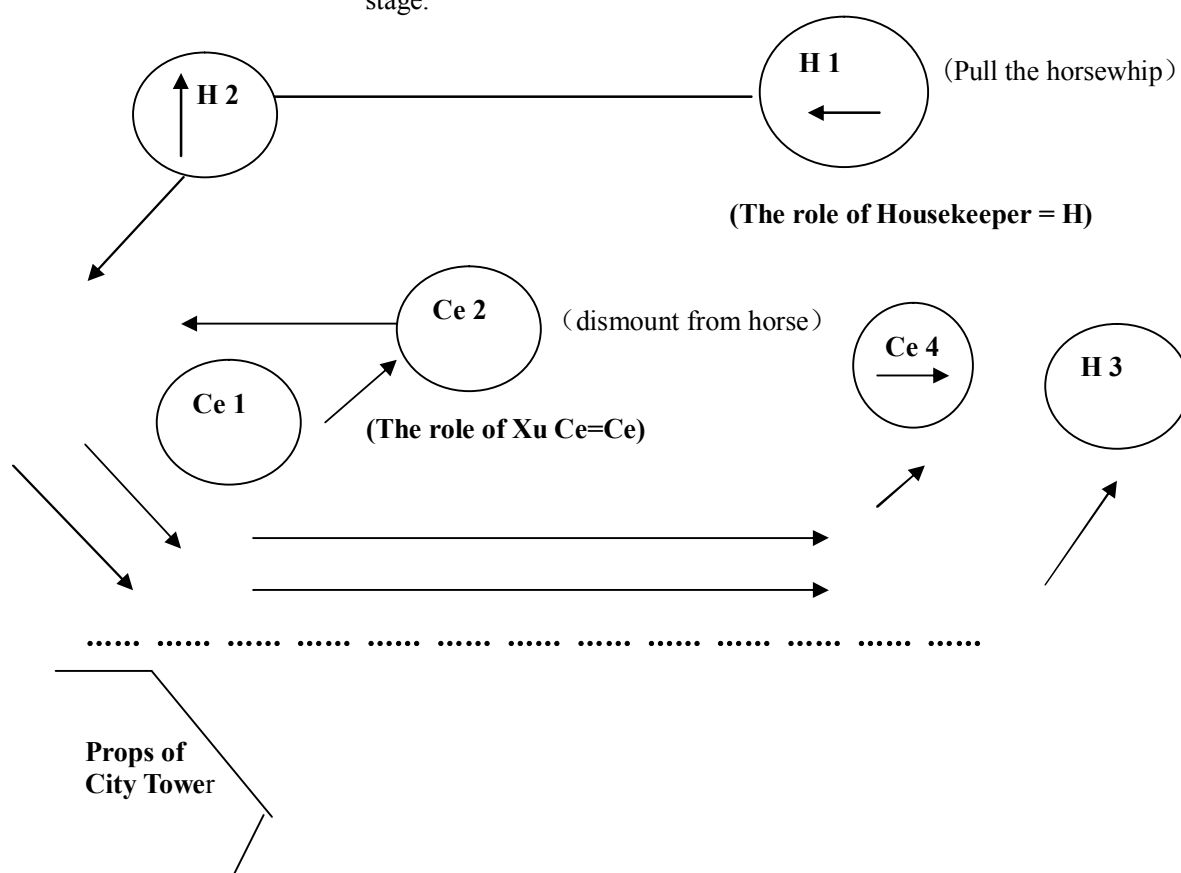 stage.
H 1
（Pull the horsewhip）
H 2
(The role of Housekeeper = H)
Ce 2
（dismount from horse）
Ce 4
H 3
Ce 1
(The role of Xu Ce=Ce)
...... ...... ...... ...... ...... ...... ...... ...... ...... ...... ...... ...... ......
Props of
City Tower